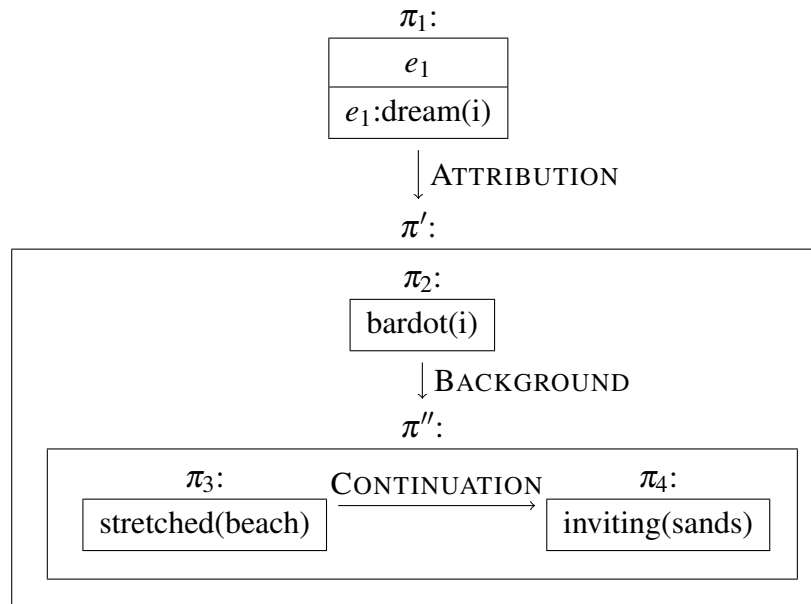 π₁:
e₁
e₁:dream(i)
ATTRIBUTION
π′:
π₂:
bardot(i)
BACKGROUND
π″:
π₃: CONTINUATION π₄:
stretched(beach) inviting(sands)